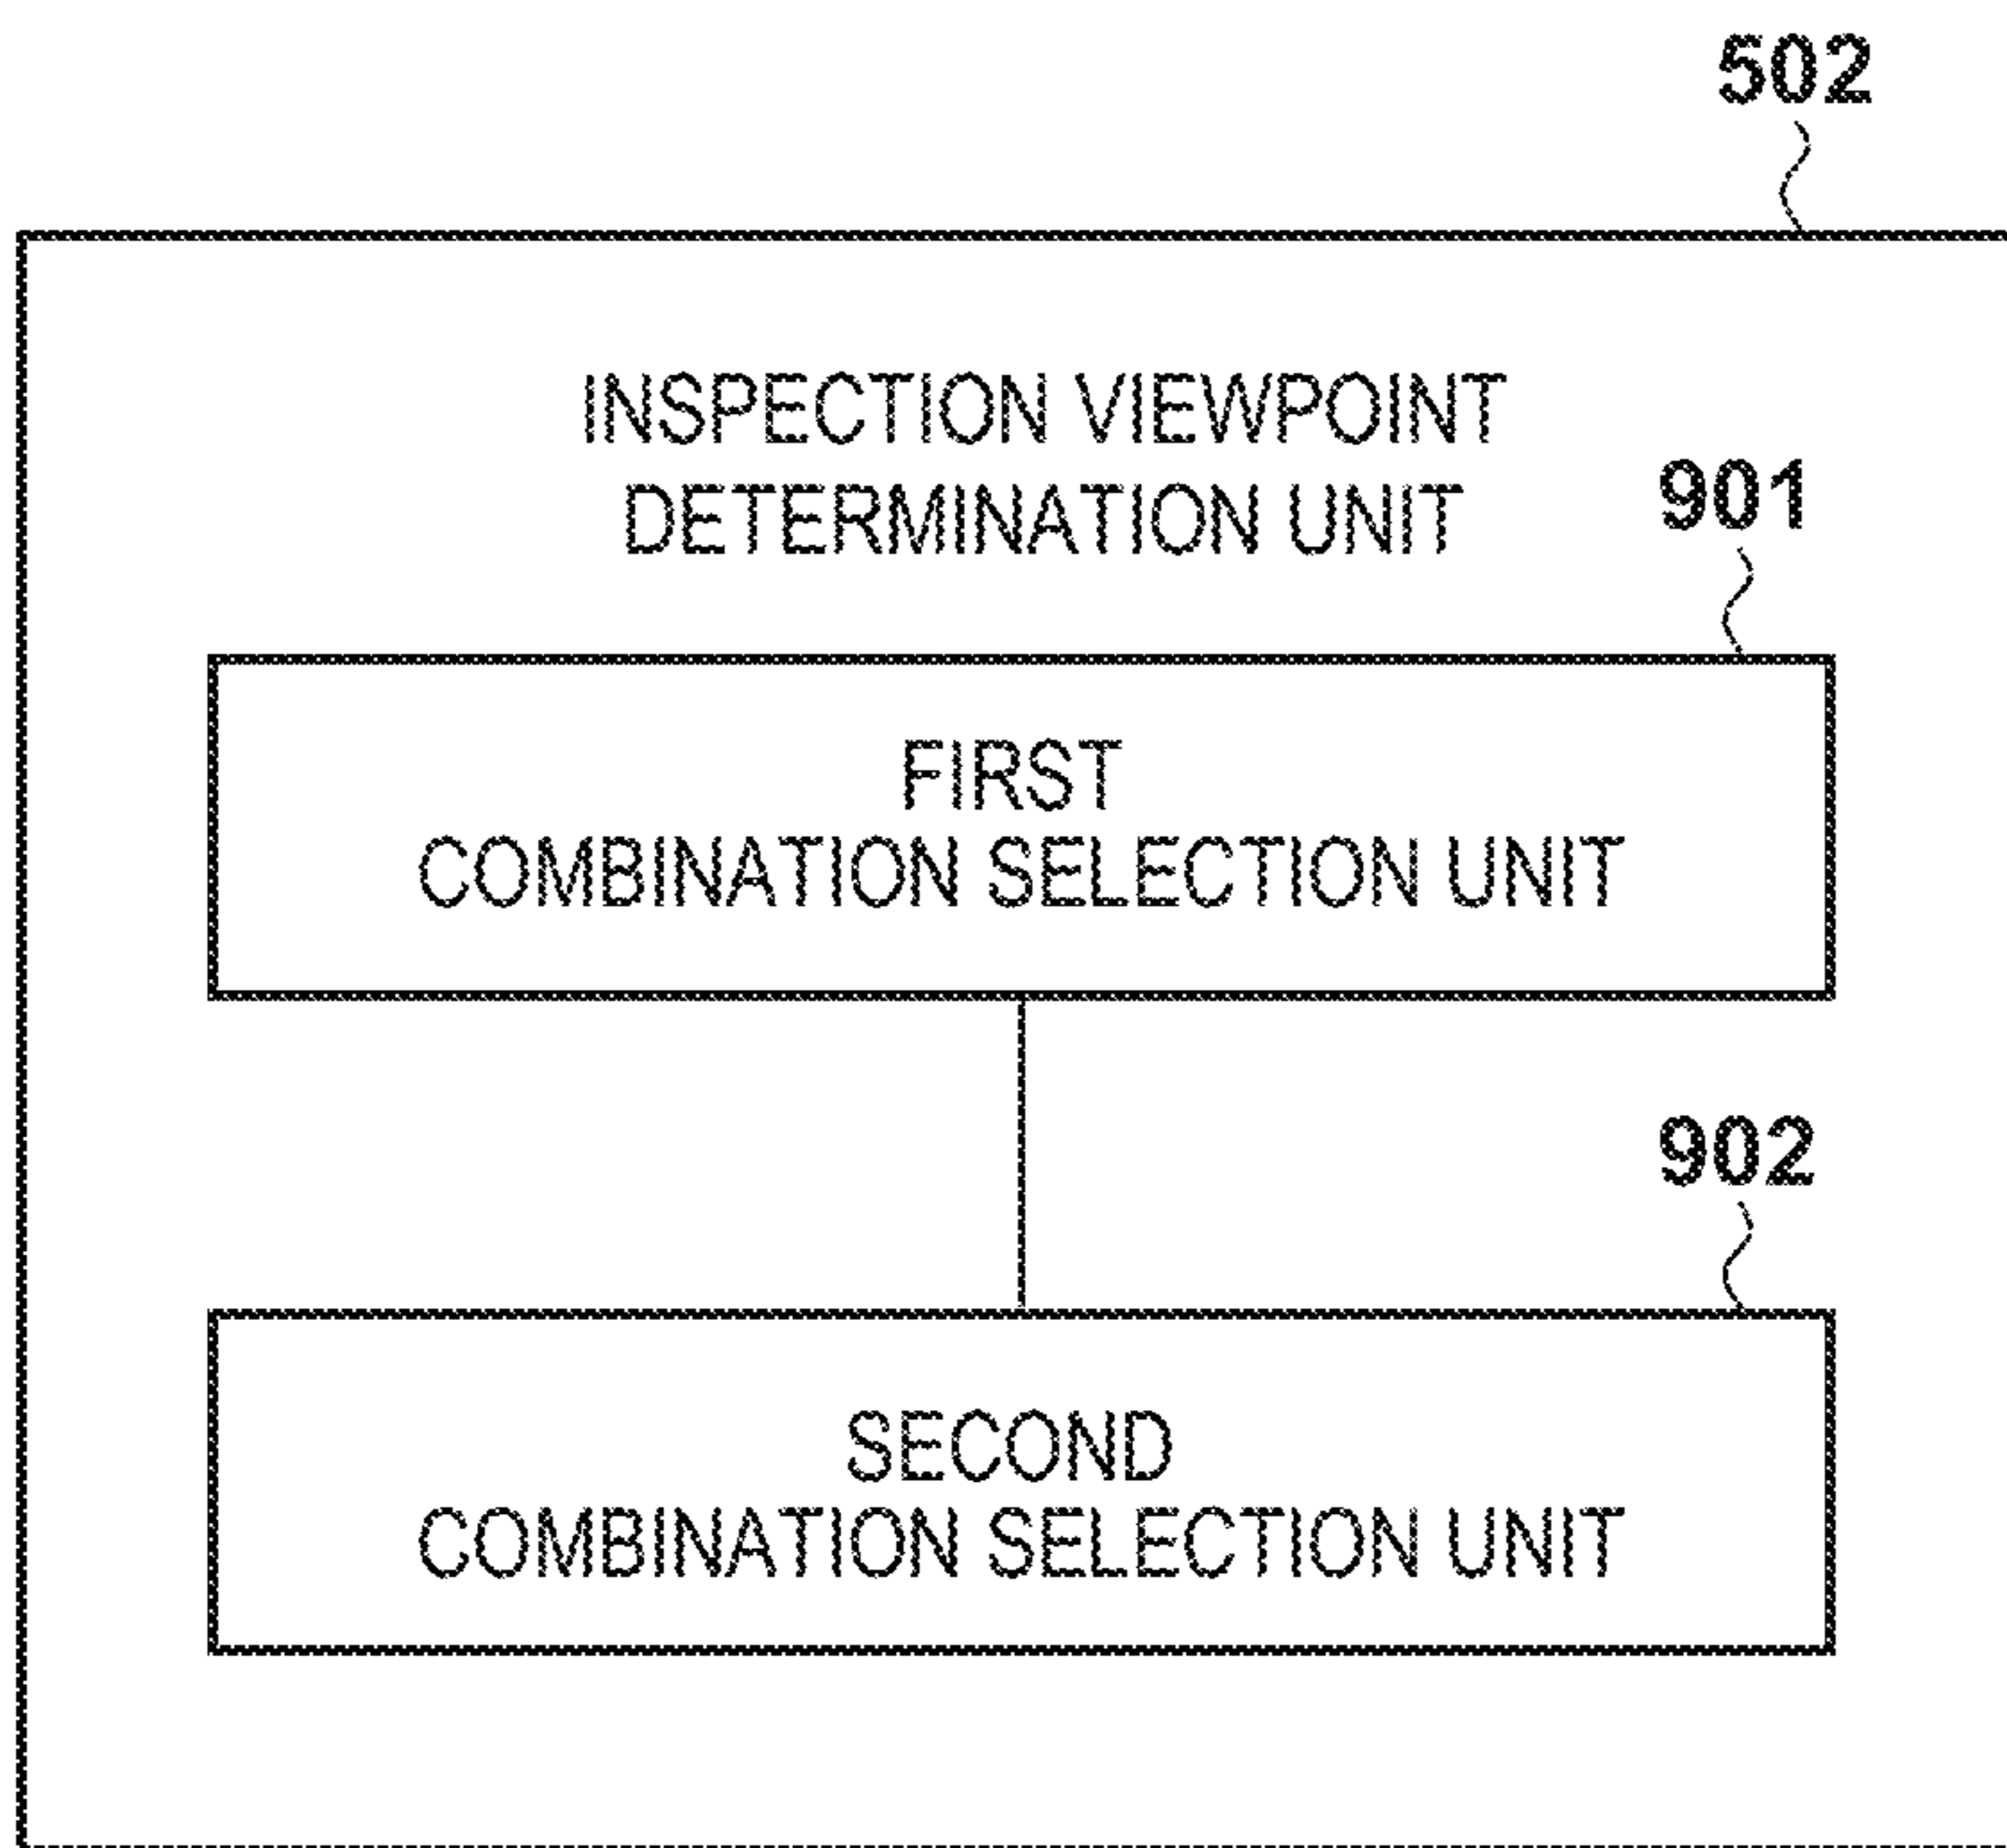 502
INSPECTION VIEWPOINT
DETERMINATION UNIT
901
FIRST
COMBINATION SELECTION UNIT
902
SECOND
COMBINATION SELECTION UNIT